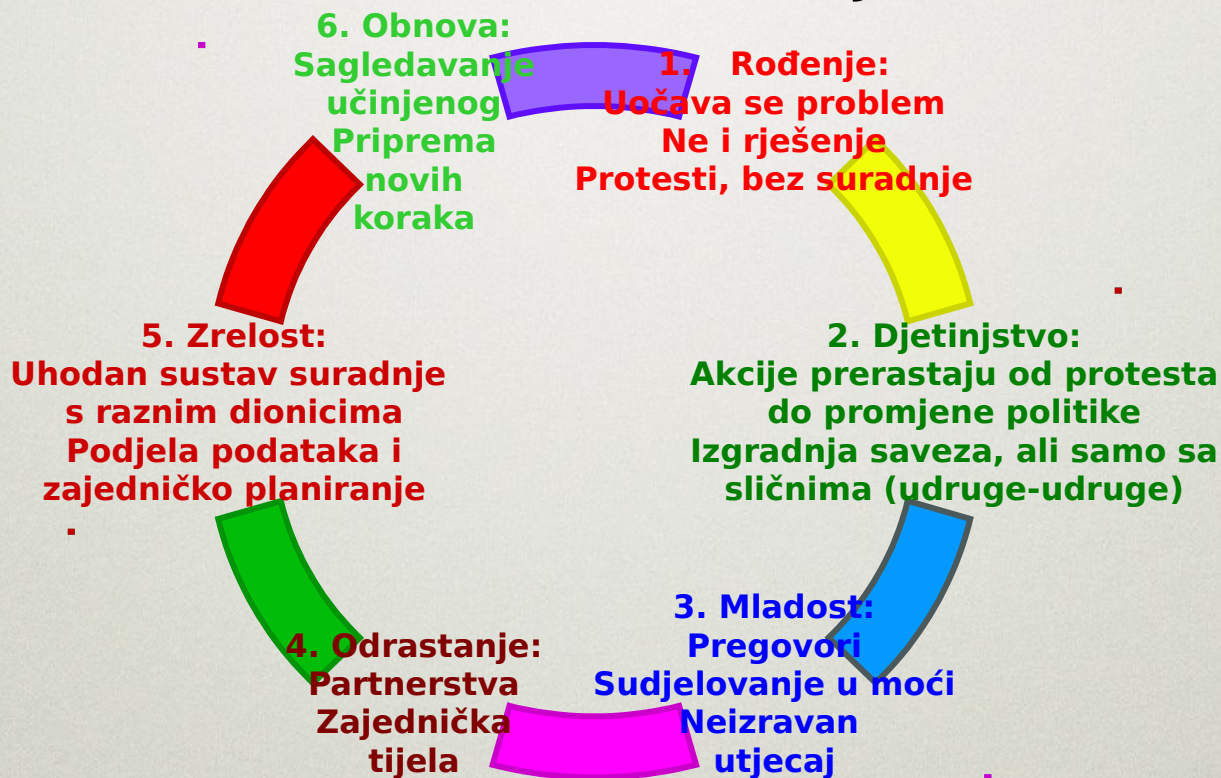 1. Rođenje:
Uočava se problem
Ne i rješenje
Protesti, bez suradnje
2. Djetinjstvo:
Akcije prerastaju od protesta
do promjene politike
Izgradnja saveza, ali samo sa
sličnima (udruge-udruge)
3. Mladost:
Pregovori
Sudjelovanje u moći
Neizravan
utjecaj
4. Odrastanje:
Partnerstva
Zajednička
tijela
5. Zrelost:
Uhodan sustav suradnje
s raznim dionicima
Podjela podataka i
zajedničko planiranje
6. Obnova:
Sagledavanje
učinjenog
Priprema
novih
koraka